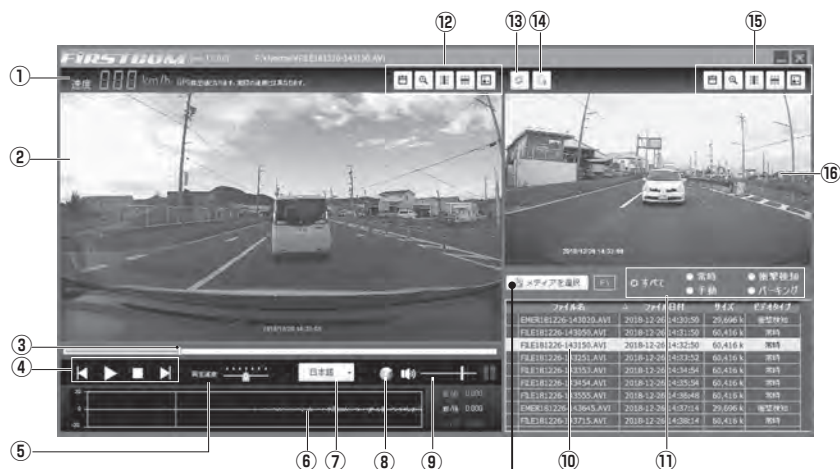 ⑫
⑬
⑭
⑮
①
②
③
④
⑤
⑥
⑦
⑧
⑨
⑩
⑪
⑯
FIRSTCOM
速度 000 km/h
2018/12/26 14:33:03
メディアを選択
すべて
常時
衝撃検知
手動
パーキング
ファイル名 ファイル日付 サイズ ビデオタイプ
EMER181226-143020.AVI 2018-12-26 14:30:50 29,696 k 衝撃検知
FILE181226-143050.AVI 2018-12-26 14:31:50 60,416 k 常時
FILE181226-143150.AVI 2018-12-26 14:32:50 60,416 k 常時
FILE181226-143251.AVI 2018-12-26 14:33:52 60,416 k 常時
FILE181226-143353.AVI 2018-12-26 14:34:54 60,416 k 常時
FILE181226-143454.AVI 2018-12-26 14:35:54 60,416 k 常時
FILE181226-143555.AVI 2018-12-26 14:36:48 60,416 k 常時
EMER181226-143645.AVI 2018-12-26 14:37:14 29,696 k 衝撃検知
FILE181226-143715.AVI 2018-12-26 14:38:14 60,416 k 常時
再生速度
日本語
20
0
-20
0.000
0.000